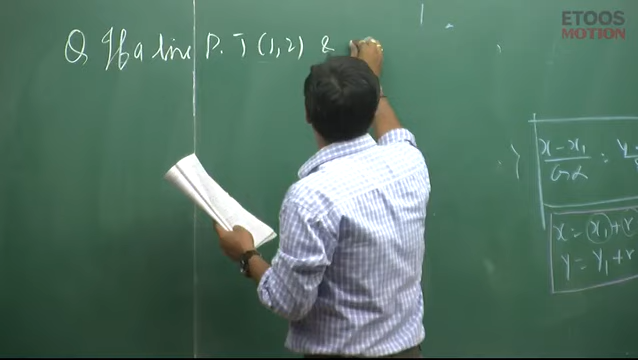 Q If a line P. T (1,2) &
ETOOS
MOTION
x - x₁ / cos α = y
x = x₁ + r
y = y₁ + r